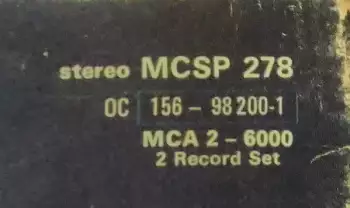 stereo MCSP 278
OC 156 - 98 200-1
MCA 2 - 6000
2 Record Set